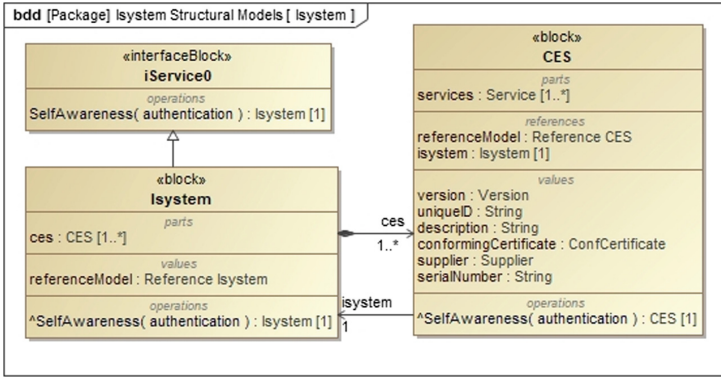 bdd [Package] Isystem Structural Models [ Isystem ]
«interfaceBlock»
iService0
operations
SelfAwareness( authentication ) : Isystem [1]
«block»
Isystem
parts
ces : CES [1..*]
values
referenceModel : Reference Isystem
operations
^SelfAwareness( authentication ) : Isystem [1]
ces
1..*
isystem
1
«block»
CES
parts
services : Service [1..*]
references
referenceModel : Reference CES
isystem : Isystem [1]
values
version : Version
uniqueID : String
description : String
conformingCertificate : ConfCertificate
supplier : Supplier
serialNumber : String
operations
^SelfAwareness( authentication ) : CES [1]